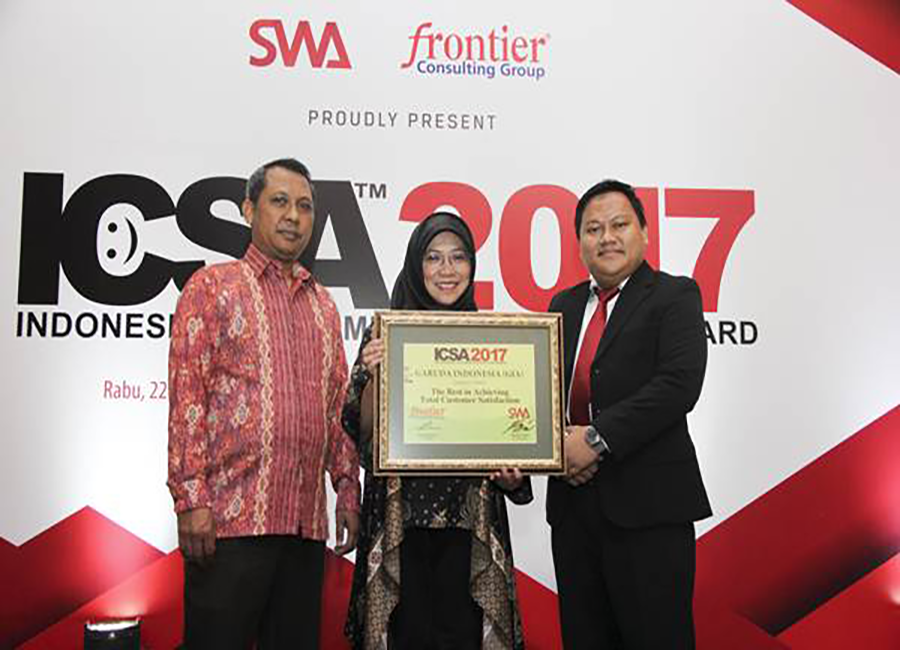 SWA
frontier®
Consulting Group
PROUDLY PRESENT
ICSA™ 2017
INDONESI M ARD
Rabu, 22
ICSA 2017
GARUDA INDONESIA (GIA)
The Best in Achieving
Total Customer Satisfaction
frontier SWA